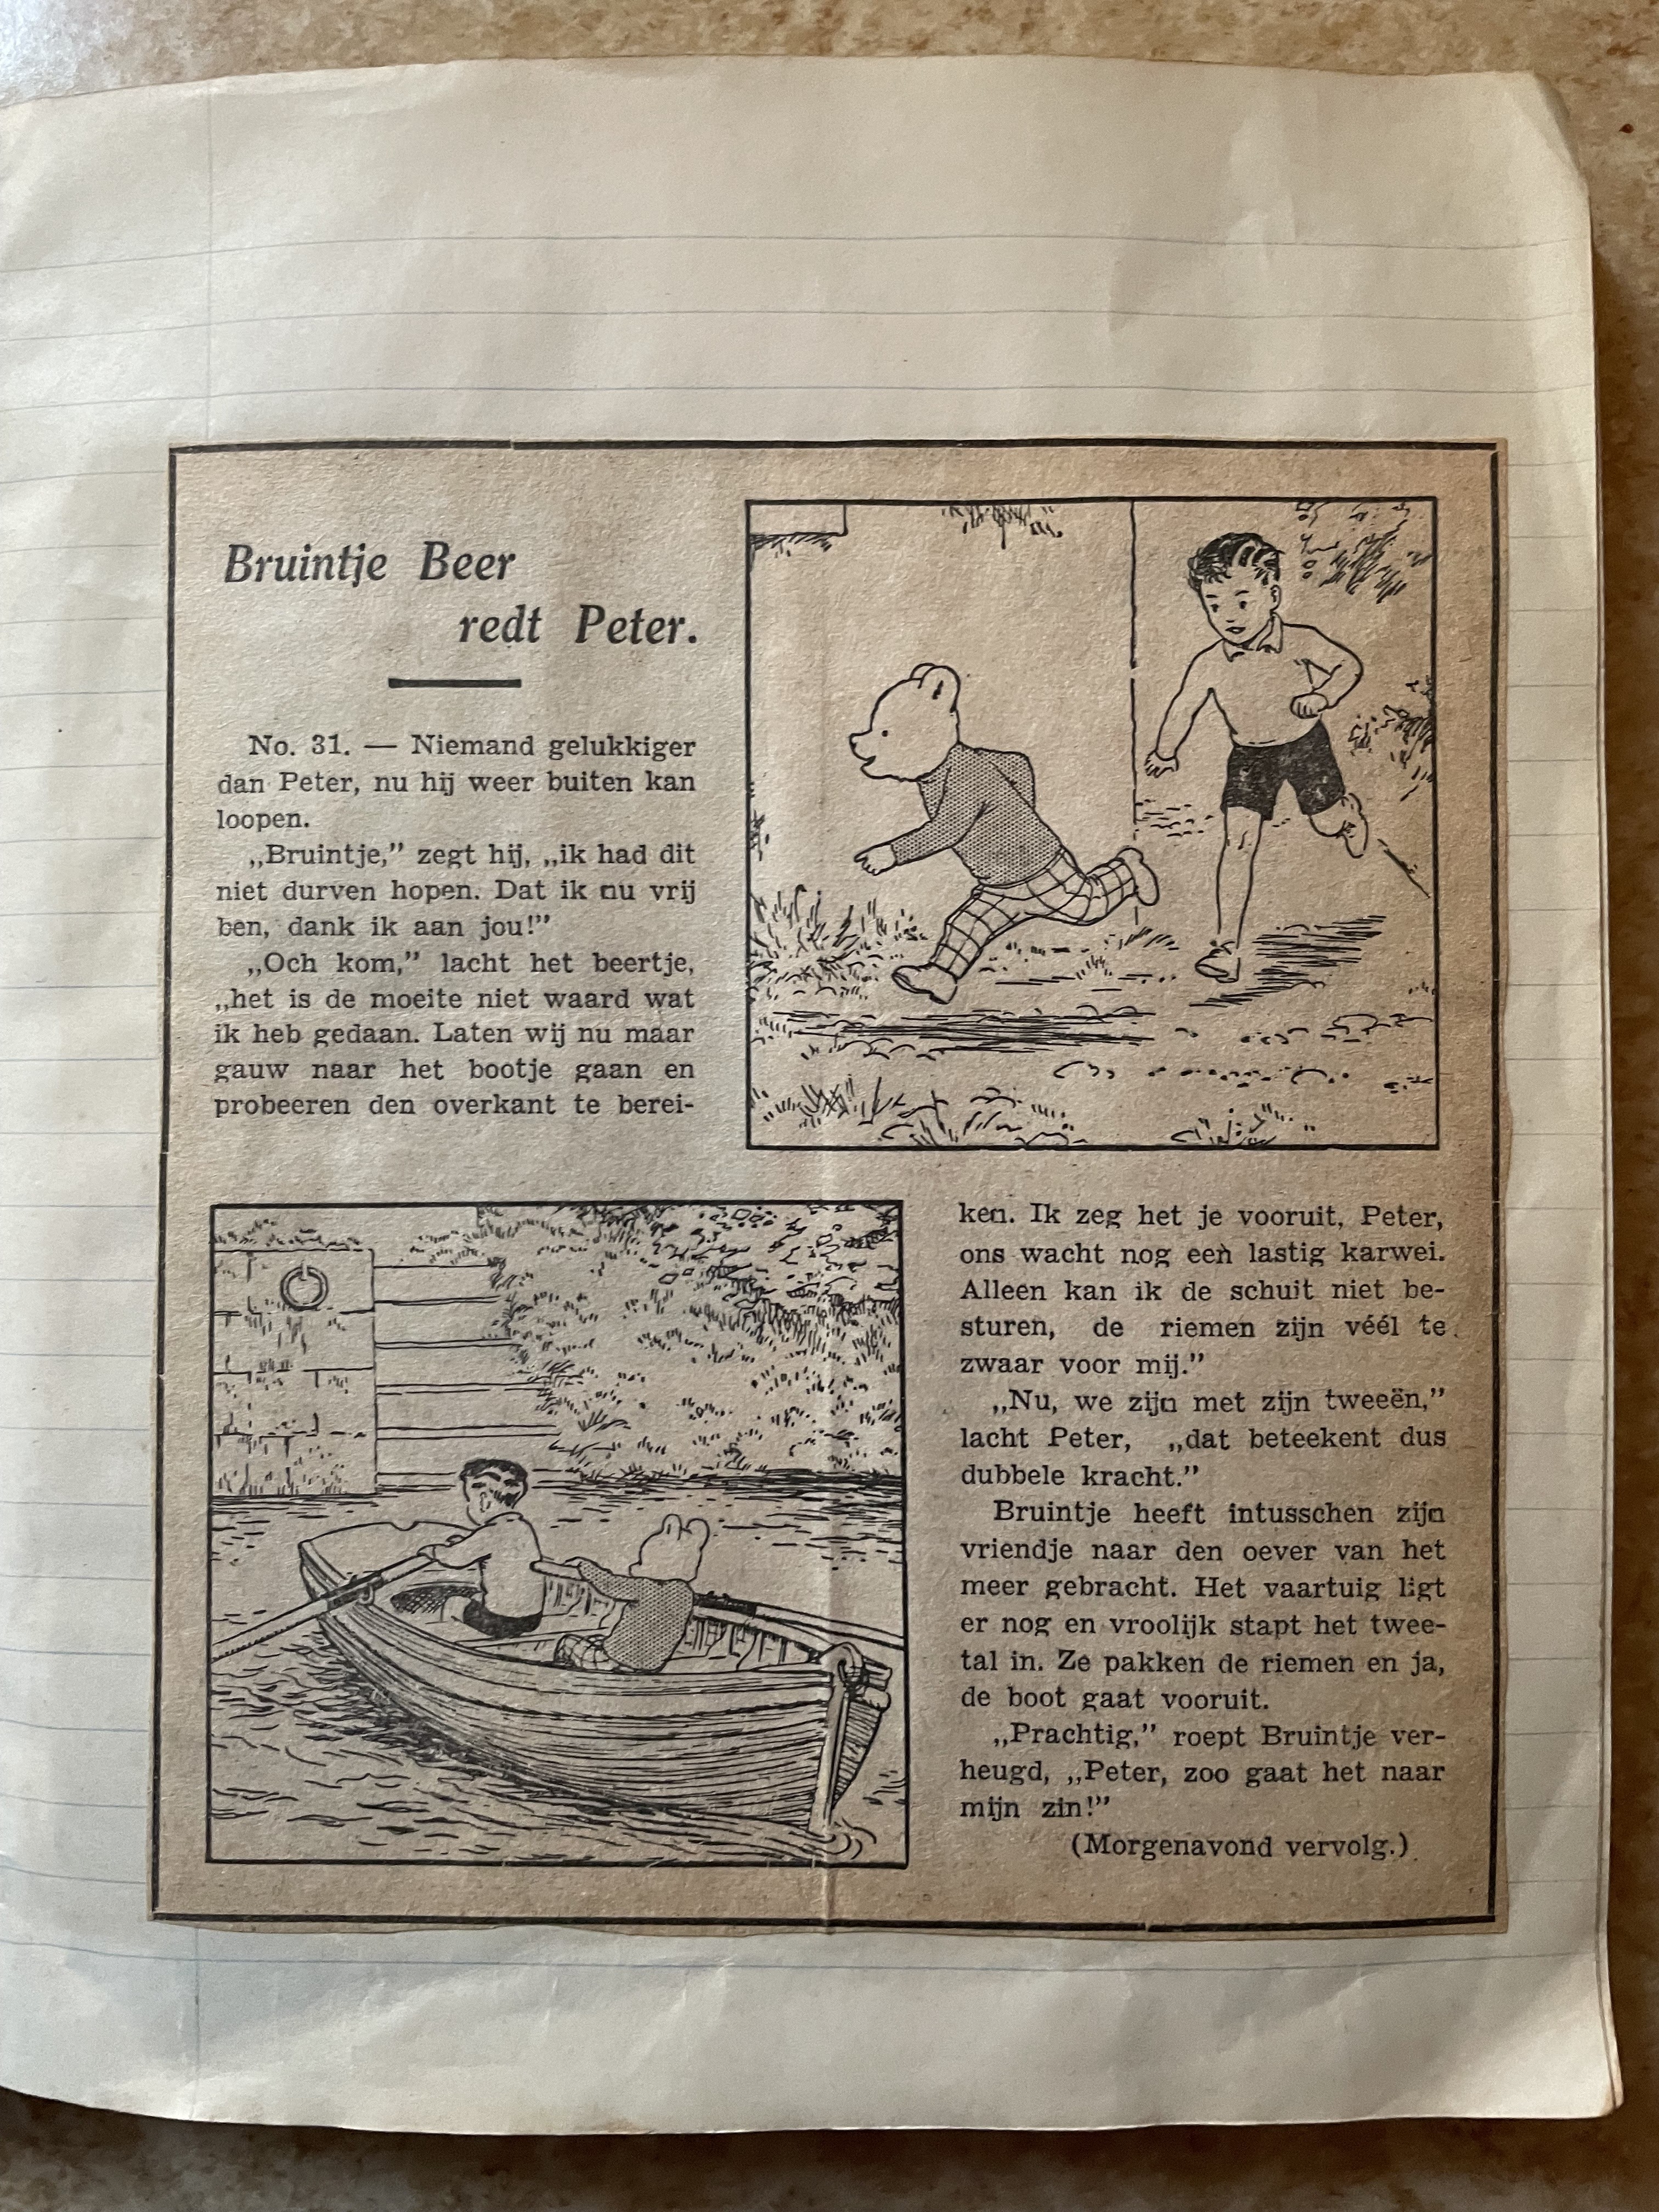 Bruintje Beer
redt Peter.
No. 31. — Niemand gelukkiger
dan Peter, nu hij weer buiten kan
loopen.
„Bruintje,” zegt hij, „ik had dit
niet durven hopen. Dat ik nu vrij
ben, dank ik aan jou!”
„Och kom,” lacht het beertje,
„het is de moeite niet waard wat
ik heb gedaan. Laten wij nu maar
gauw naar het bootje gaan en
probeeren den overkant te berei-
ken. Ik zeg het je vooruit, Peter,
ons wacht nog een lastig karwei.
Alleen kan ik de schuit niet be-
sturen, de riemen zijn véél te
zwaar voor mij.”
„Nu, we zijn met zijn tweeën,”
lacht Peter, „dat beteekent dus
dubbele kracht.”
Bruintje heeft intusschen zijn
vriendje naar den oever van het
meer gebracht. Het vaartuig ligt
er nog en vroolijk stapt het twee-
tal in. Ze pakken de riemen en ja,
de boot gaat vooruit.
„Prachtig,” roept Bruintje ver-
heugd, „Peter, zoo gaat het naar
mijn zin!”
(Morgenavond vervolg.)